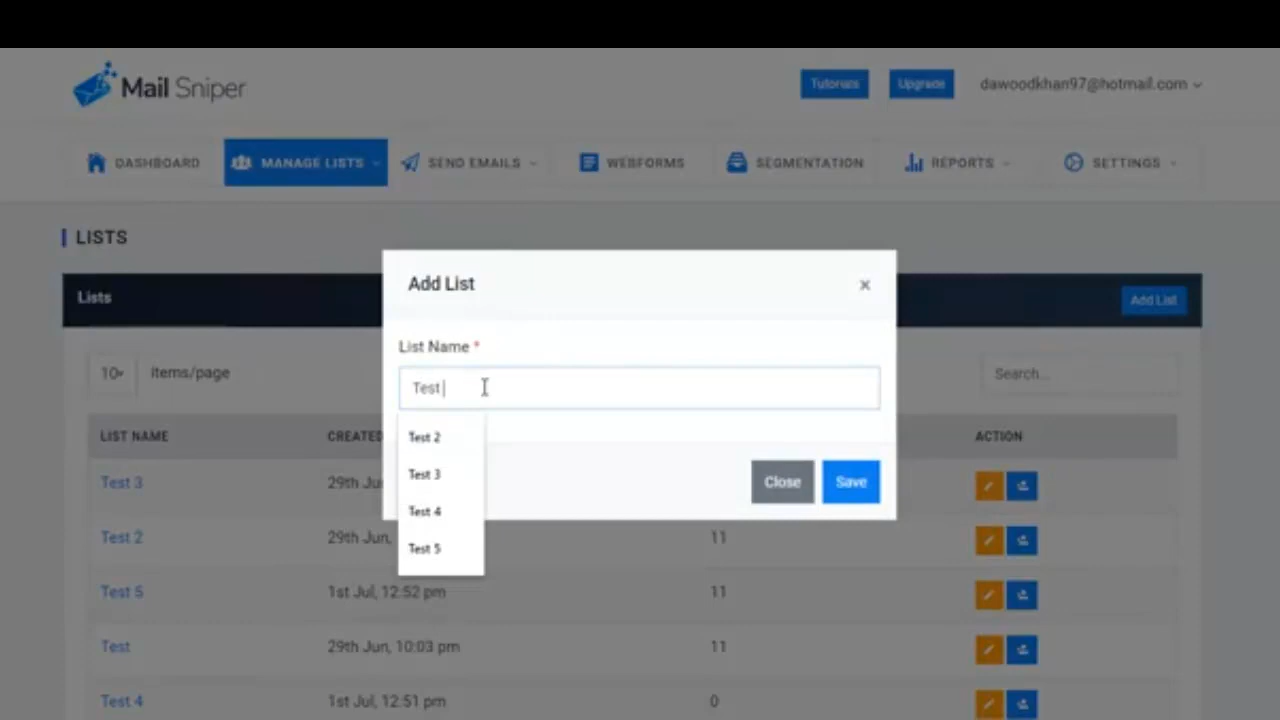 Mail Sniper
Tutorials
Upgrade
dawoodkhan97@hotmail.com
DASHBOARD
MANAGE LISTS
SEND EMAILS
WEBFORMS
SEGMENTATION
REPORTS
SETTINGS
LISTS
Lists
Add List
Add List
×
List Name *
Test
Test 2
Test 3
Test 4
Test 5
Close
Save
10
items/page
Search...
LIST NAME
CREATED
ACTION
Test 3
29th Ju
Test 2
29th Jun,
11
Test 5
1st Jul, 12:52 pm
11
Test
29th Jun, 10:03 pm
11
Test 4
1st Jul, 12:51 pm
0